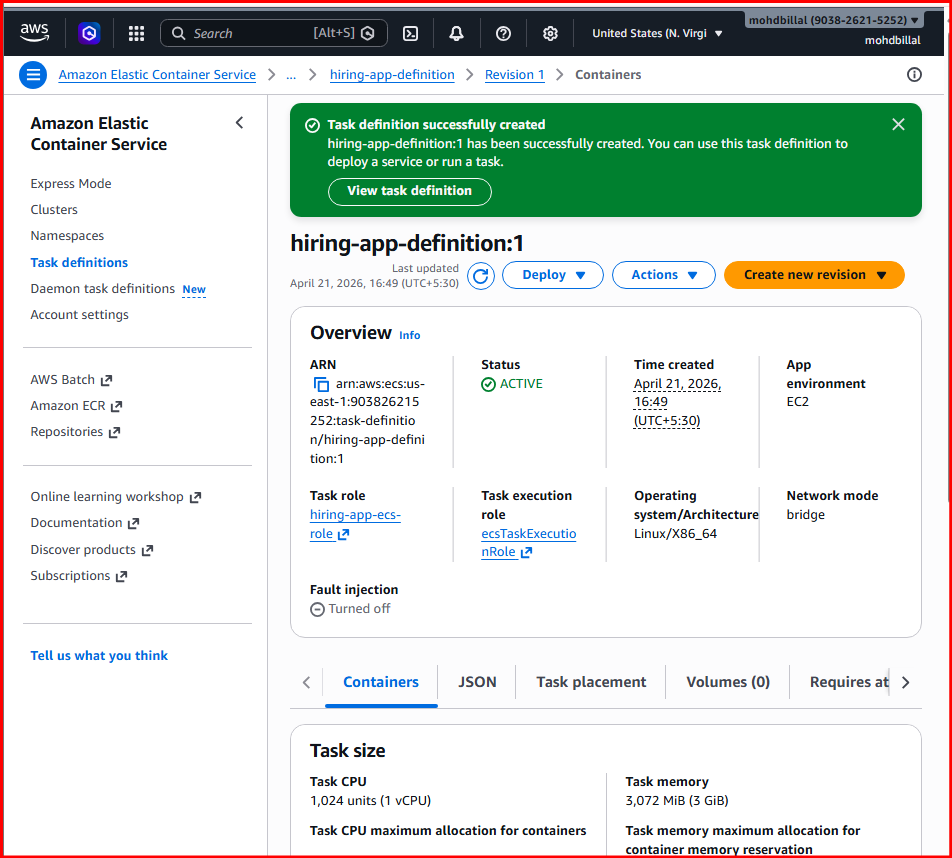 aws
Search [Alt+S]
United States (N. Virgi
mohdbillal (9038-2621-5252)
mohdbillal
Amazon Elastic Container Service
...
hiring-app-definition
Revision 1
Containers
Amazon Elastic
Container Service
Express Mode
Clusters
Namespaces
Task definitions
Daemon task definitions New
Account settings
AWS Batch
Amazon ECR
Repositories
Online learning workshop
Documentation
Discover products
Subscriptions
Tell us what you think
Task definition successfully created
hiring-app-definition:1 has been successfully created. You can use this task definition to
deploy a service or run a task.
View task definition
hiring-app-definition:1
Last updated
April 21, 2026, 16:49 (UTC+5:30)
Deploy
Actions
Create new revision
Overview Info
ARN
arn:aws:ecs:us-
east-1:903826215
252:task-definitio
n/hiring-app-defini
tion:1
Status
ACTIVE
Time created
April 21, 2026,
16:49
(UTC+5:30)
App
environment
EC2
Task role
hiring-app-ecs-
role
Task execution
role
ecsTaskExecutio
nRole
Operating
system/Architecture
Linux/X86_64
Network mode
bridge
Fault injection
Turned off
Containers
JSON
Task placement
Volumes (0)
Requires at
Task size
Task CPU
1,024 units (1 vCPU)
Task memory
3,072 MiB (3 GiB)
Task CPU maximum allocation for containers
Task memory maximum allocation for
container memory reservation